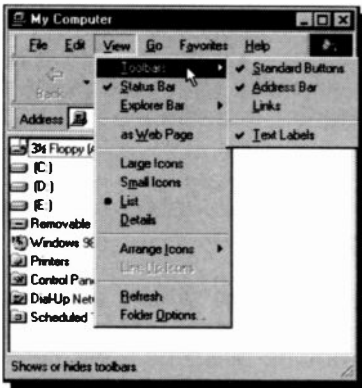 My Computer
File Edit View Go Favorites Help
Back
Address
Toolbars
Status Bar
Explorer Bar
as Web Page
Large Icons
Small Icons
List
Details
Arrange Icons
Line Up Icons
Refresh
Folder Options...
Standard Buttons
Address Bar
Links
Text Labels
3½ Floppy (A
(C )
(D )
(E )
Removable
Windows 98
Printers
Control Pane
Dial-Up Netw
Scheduled
Shows or hides toolbars.